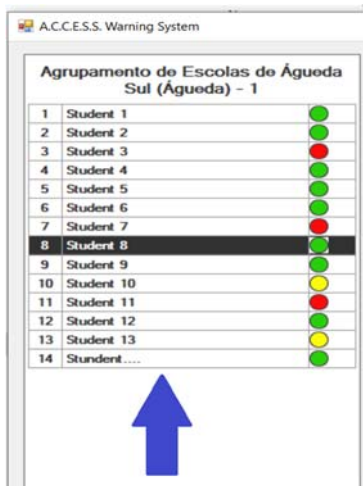 A.C.C.E.S.S. Warning System
Agrupamento de Escolas de Águeda
Sul (Águeda) - 1
1 Student 1
2 Student 2
3 Student 3
4 Student 4
5 Student 5
6 Student 6
7 Student 7
8 Student 8
9 Student 9
10 Student 10
11 Student 11
12 Student 12
13 Student 13
14 Stundent....